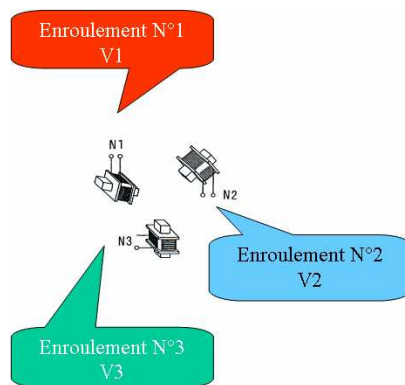 Enroulement N°1
V1
N1
N2
N3
Enroulement N°2
V2
Enroulement N°3
V3